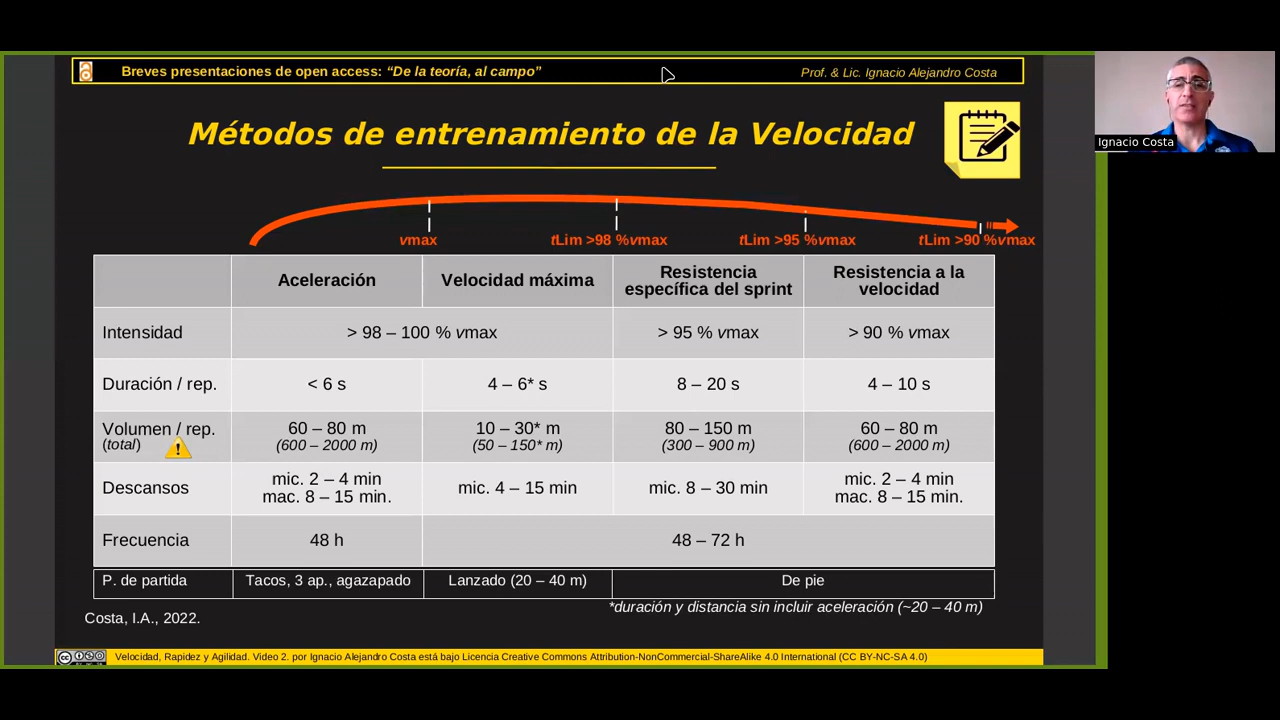 Breves presentaciones de open access: “De la teoría, al campo”
Prof. & Lic. Ignacio Alejandro Costa
Ignacio Costa
Métodos de entrenamiento de la Velocidad
vmax
tLim >98 %vmax
tLim >95 %vmax
tLim >90 %vmax
Aceleración
Velocidad máxima
Resistencia
específica del sprint
Resistencia a la
velocidad
Intensidad
> 98 – 100 % vmax
> 95 % vmax
> 90 % vmax
Duración / rep.
< 6 s
4 – 6* s
8 – 20 s
4 – 10 s
Volumen / rep.
(total)
60 – 80 m
(600 – 2000 m)
10 – 30* m
(50 – 150* m)
80 – 150 m
(300 – 900 m)
60 – 80 m
(600 – 2000 m)
Descansos
mic. 2 – 4 min
mac. 8 – 15 min.
mic. 4 – 15 min
mic. 8 – 30 min
mic. 2 – 4 min
mac. 8 – 15 min.
Frecuencia
48 h
48 – 72 h
P. de partida
Tacos, 3 ap., agazapado
Lanzado (20 – 40 m)
De pie
*duración y distancia sin incluir aceleración (~20 – 40 m)
Costa, I.A., 2022.
Velocidad, Rapidez y Agilidad. Video 2. por Ignacio Alejandro Costa está bajo Licencia Creative Commons Attribution-NonCommercial-ShareAlike 4.0 International (CC BY-NC-SA 4.0)